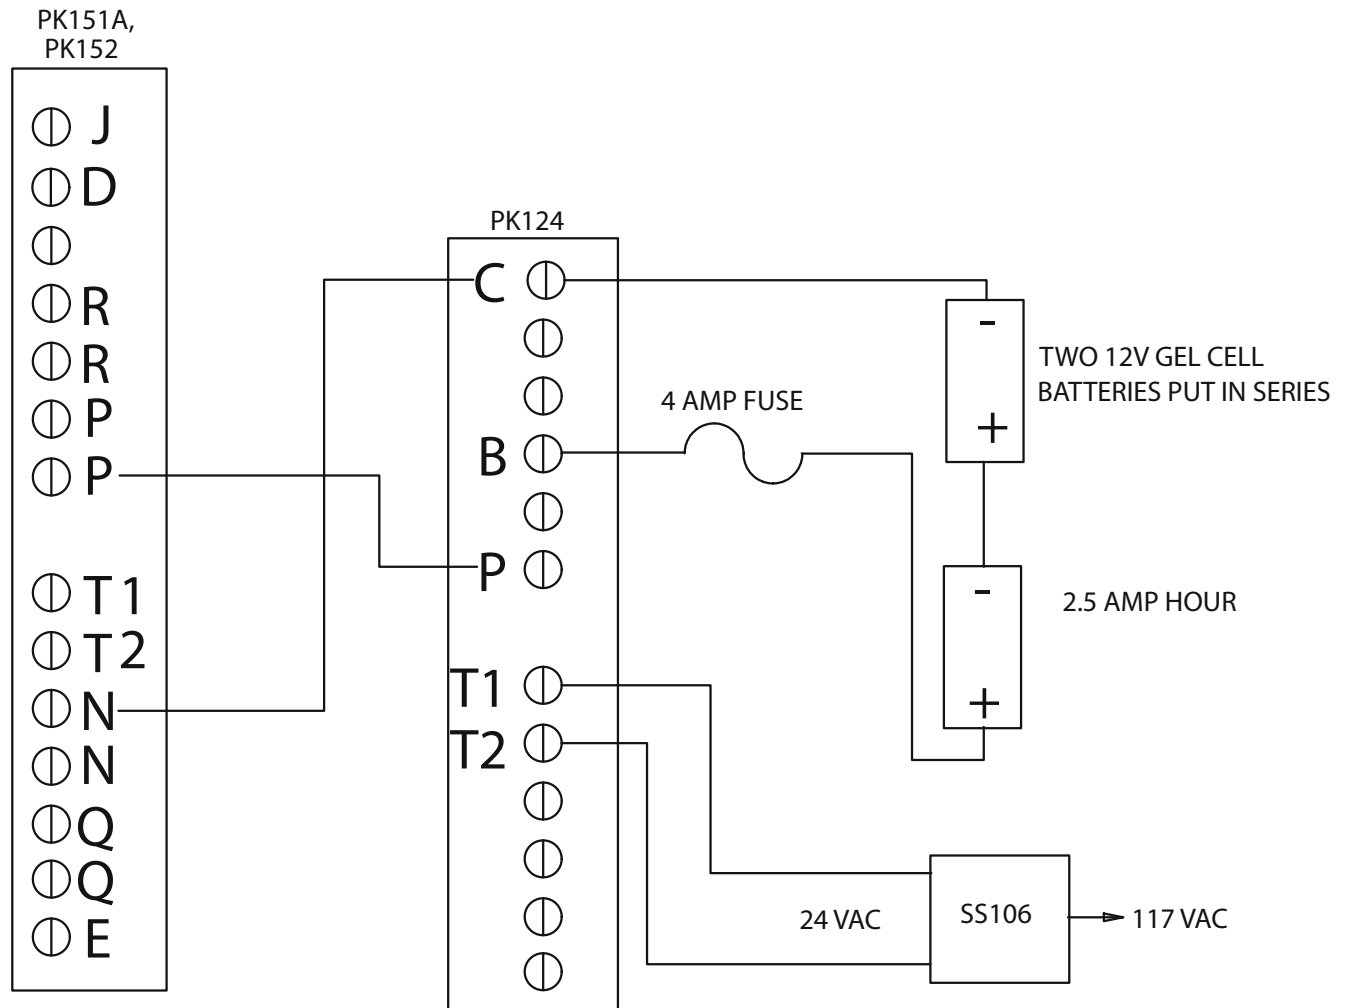 PK151A,
PK152
J
D
R
R
P
P
T1
T2
N
N
Q
Q
E
PK124
C
B
P
T1
T2
4 AMP FUSE
-
+
TWO 12V GEL CELL
BATTERIES PUT IN SERIES
-
+
2.5 AMP HOUR
24 VAC
SS106
117 VAC